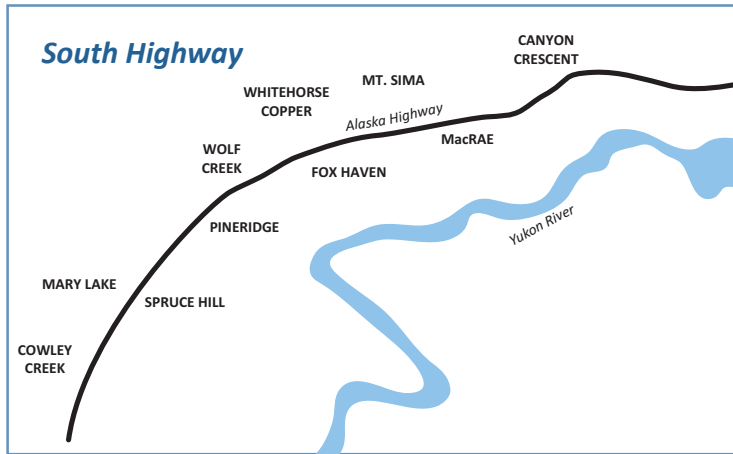 South Highway
CANYON
CRESCENT
MT. SIMA
WHITEHORSE
COPPER
Alaska Highway
MacRAE
WOLF
CREEK
FOX HAVEN
PINERIDGE
Yukon River
MARY LAKE
SPRUCE HILL
COWLEY
CREEK